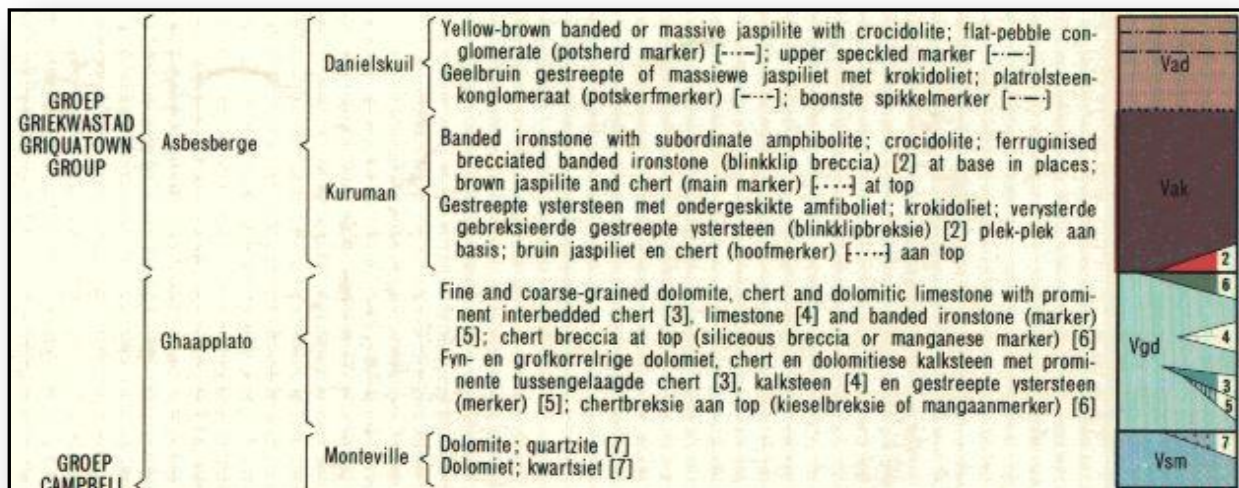 GROEP
GRIEKWASTAD
GRIQUATOWN
GROUP
Asbesberge
Danielskuil
Yellow-brown banded or massive jaspilite with crocidolite; flat-pebble con-
glomerate (potsherd marker) [-··-—]; upper speckled marker [-·-—]
Geelbruin gestreepte of massiewe jaspiliet met krokidoliet; platrolsteen-
konglomeraat (potskerfmerker) [-··-—]; boonste spikkelmerker [-·-—]
Vad
Kuruman
Banded ironstone with subordinate amphibolite; crocidolite; ferruginised
brecciated banded ironstone (blinkklip breccia) [2] at base in places;
brown jaspilite and chert (main marker) [-····-] at top
Gestreepte ystersteen met ondergeskikte amfiboliet; krokidoliet; verysterde
gebreksieerde gestreepte ystersteen (blinkklipbreksie) [2] plek-plek aan
basis; bruin jaspiliet en chert (hoofmerker) [-····-] aan top
Vak
2
6
Ghaapplato
Fine and coarse-grained dolomite, chert and dolomitic limestone with promi-
nent interbedded chert [3], limestone [4] and banded ironstone (marker)
[5]; chert breccia at top (siliceous breccia or manganese marker) [6]
Fyn- en grofkorrelrige dolomiet, chert en dolomitiese kalksteen met promi-
nente tussengelaagde chert [3], kalksteen [4] en gestreepte ystersteen
(merker) [5]; chertbreksie aan top (kieselbreksie of mangaanmerker) [6]
Vgd
4
3
5
GROEP
CAMPBELL
Monteville
Dolomite; quartzite [7]
Dolomiet; kwartsiet [7]
Vsm
7